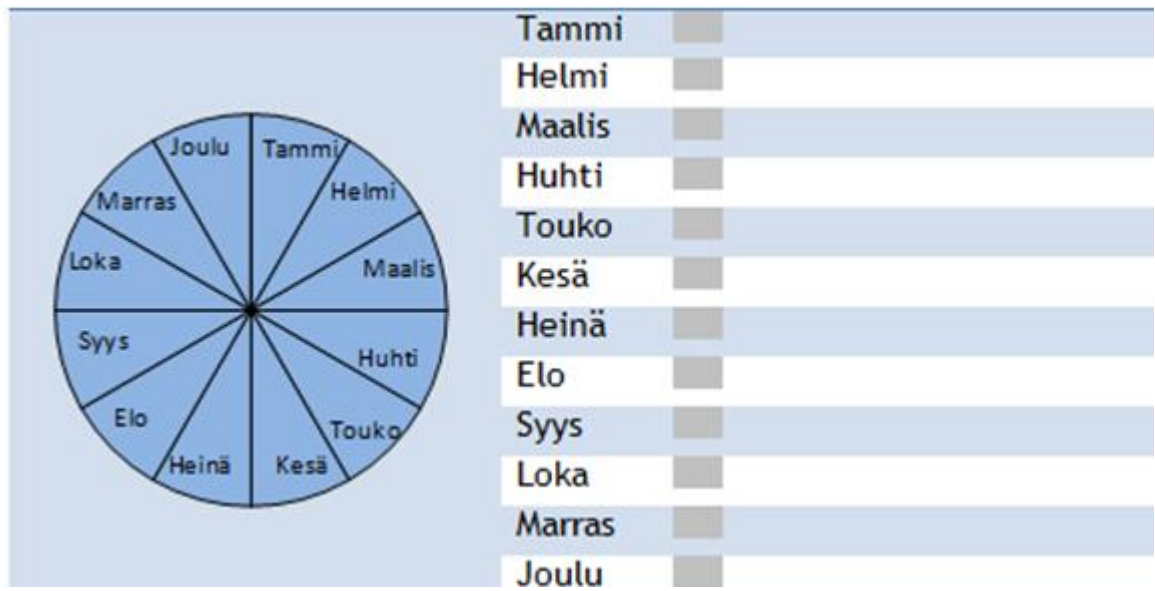 Joulu Tammi
Marras Helmi
Loka Maalis
Syys Huhti
Elo Touko
Heinä Kesä
Tammi
Helmi
Maalis
Huhti
Touko
Kesä
Heinä
Elo
Syys
Loka
Marras
Joulu